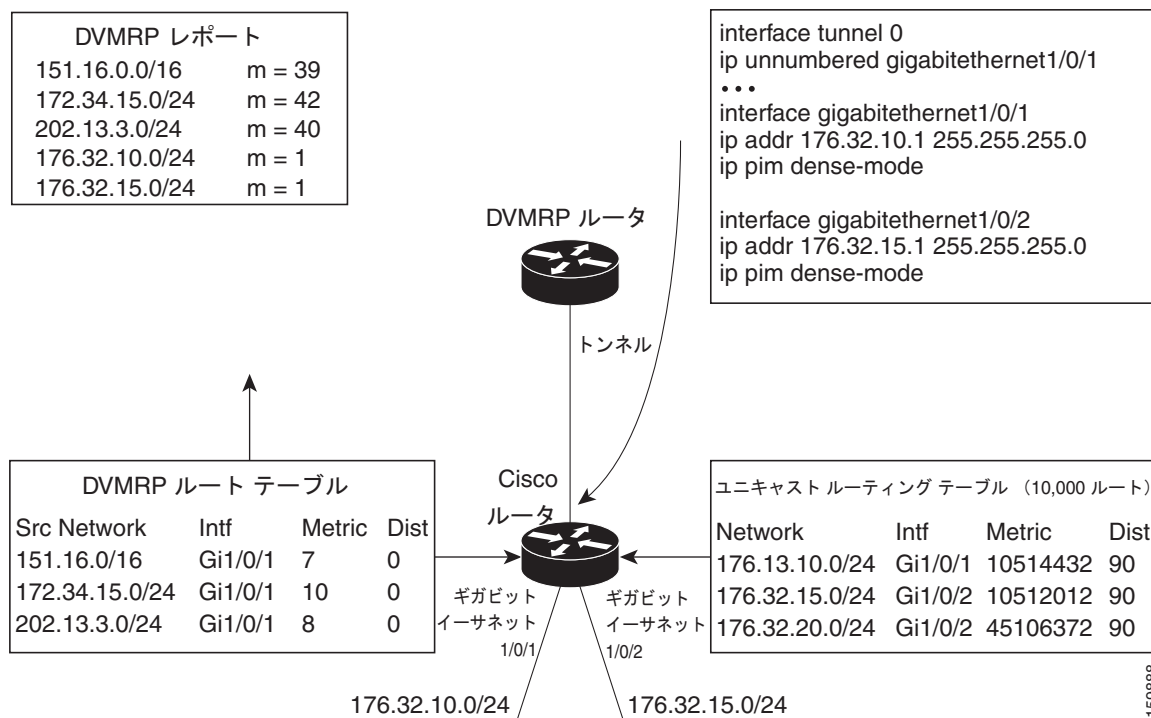 DVMRP レポート
151.16.0.0/16 m = 39
172.34.15.0/24 m = 42
202.13.3.0/24 m = 40
176.32.10.0/24 m = 1
176.32.15.0/24 m = 1
interface tunnel 0
ip unnumbered gigabitethernet1/0/1
•••
interface gigabitethernet1/0/1
ip addr 176.32.10.1 255.255.255.0
ip pim dense-mode
interface gigabitethernet1/0/2
ip addr 176.32.15.1 255.255.255.0
ip pim dense-mode
DVMRP ルータ
トンネル
Cisco
ルータ
DVMRP ルート テーブル
Src Network Intf Metric Dist
151.16.0/16 Gi1/0/1 7 0
172.34.15.0/24 Gi1/0/1 10 0
202.13.3.0/24 Gi1/0/1 8 0
ユニキャスト ルーティング テーブル （10,000 ルート）
Network Intf Metric Dist
176.13.10.0/24 Gi1/0/1 10514432 90
176.32.15.0/24 Gi1/0/2 10512012 90
176.32.20.0/24 Gi1/0/2 45106372 90
ギガビット
イーサネット
1/0/1
ギガビット
イーサネット
1/0/2
176.32.10.0/24
176.32.15.0/24
159888